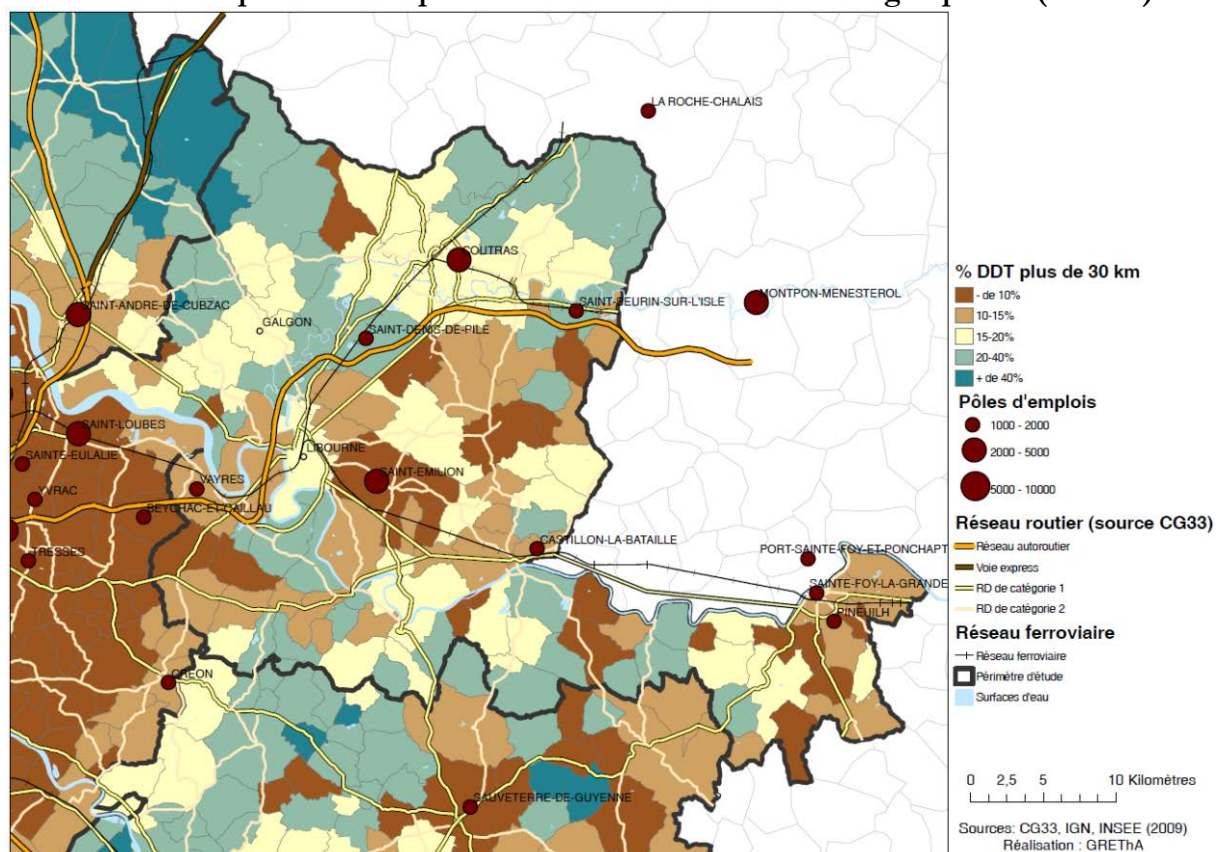 LA ROCHE-CHALAIS
COUTRAS
MONTPON-MENESTEROL
SAINT-SEURIN-SUR-L'ISLE
SAINT-ANDRE-DE-CUBZAC
GALGON
SAINT-DENIS-DE-PILE
SAINT-LOUBES
LIBOURNE
SAINTE-EULALIE
SAINT-EMILION
VAYRES
YVRAC
BEYCHAC-ET-CAILLAU
CASTILLON-LA-BATAILLE
TRESSES
PORT-SAINTE-FOY-ET-PONCHAPT
SAINTE-FOY-LA-GRANDE
PINEUILH
CREON
SAUVETERRE-DE-GUYENNE
% DDT plus de 30 km
- de 10%
10-15%
15-20%
20-40%
+ de 40%
Pôles d'emplois
1000 - 2000
2000 - 5000
5000 - 10000
Réseau routier (source CG33)
Réseau autoroutier
Voie express
RD de catégorie 1
RD de catégorie 2
Réseau ferroviaire
Réseau ferroviaire
Périmètre d'étude
Surfaces d'eau
0 2,5 5 10 Kilomètres
Sources: CG33, IGN, INSEE (2009)
Réalisation : GREThA